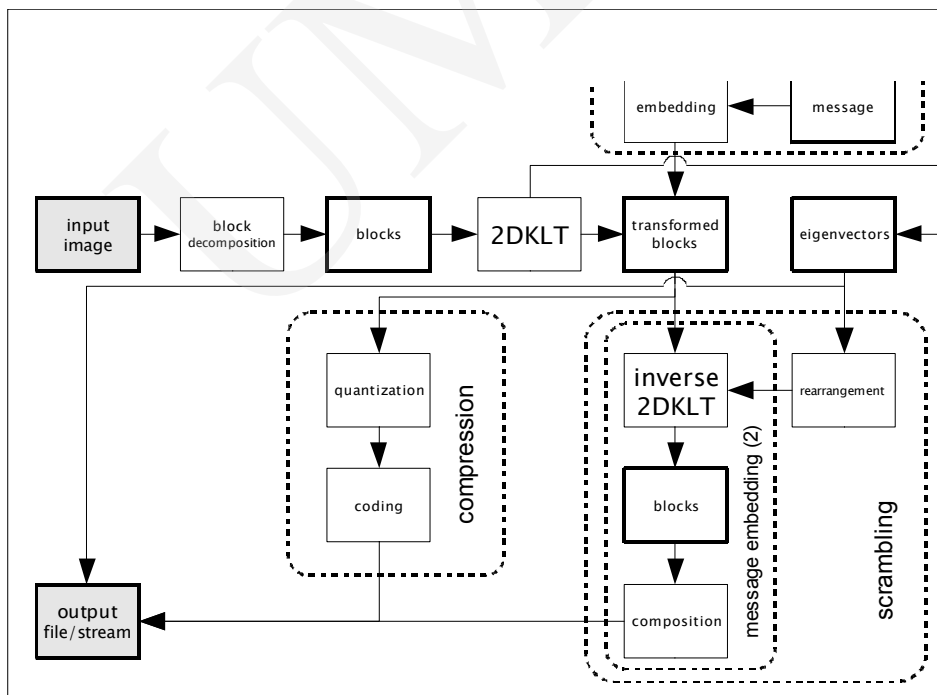 embedding
message
input
image
block
decomposition
blocks
2DKLT
transformed
blocks
eigenvectors
quantization
inverse
2DKLT
rearrangement
compression
message embedding (2)
scrambling
coding
blocks
output
file/stream
composition
UM